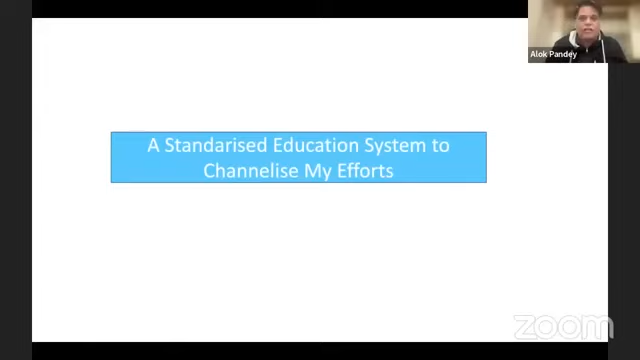 Alok Pandey
A Standarised Education System to
Channelise My Efforts
zoom